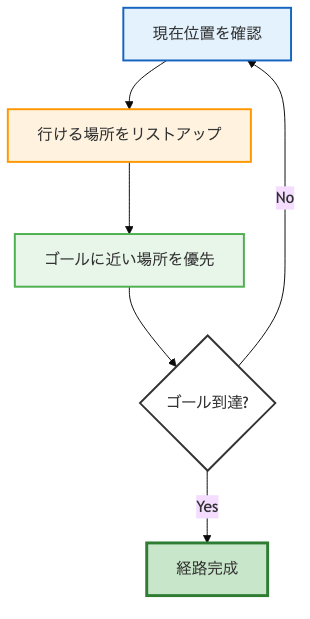 現在位置を確認
行ける場所をリストアップ
ゴールに近い場所を優先
ゴール到達?
No
Yes
経路完成